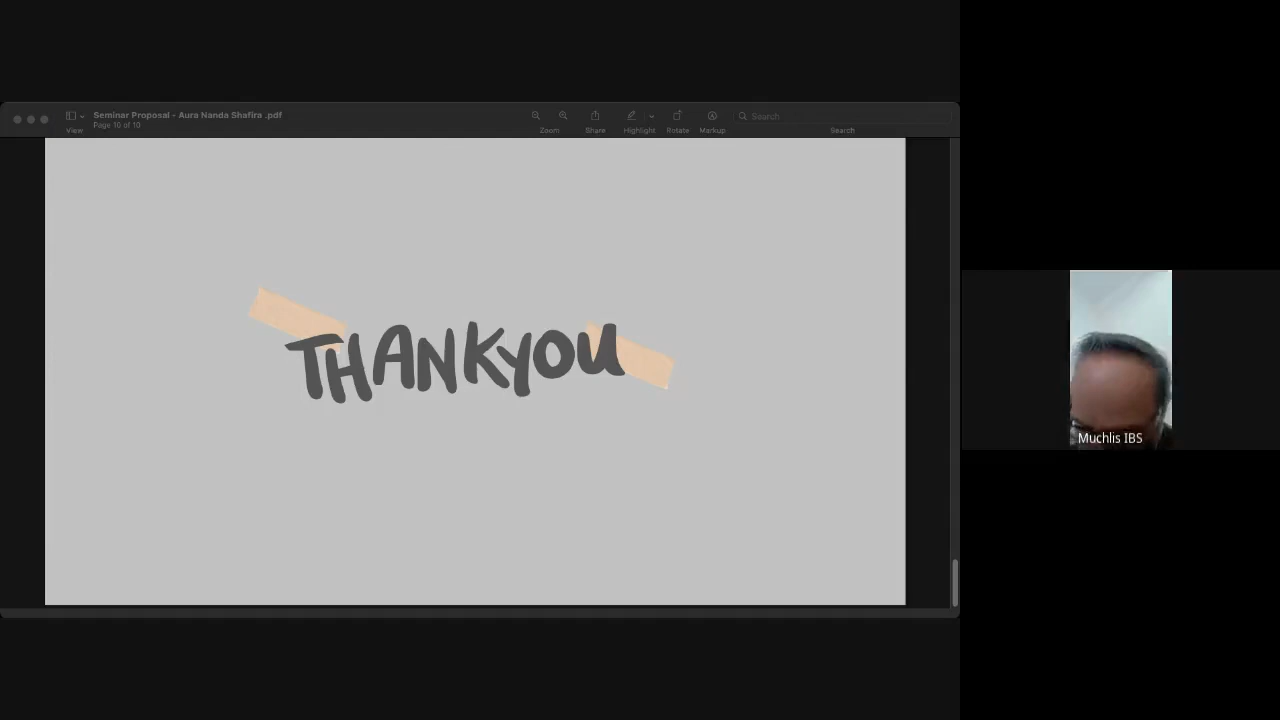 Seminar Proposal - Aura Nanda Shafira .pdf
Page 10 of 10
View
Zoom
Share
Highlight
Rotate
Markup
Search
Search
THANKYOU
Muchlis IBS